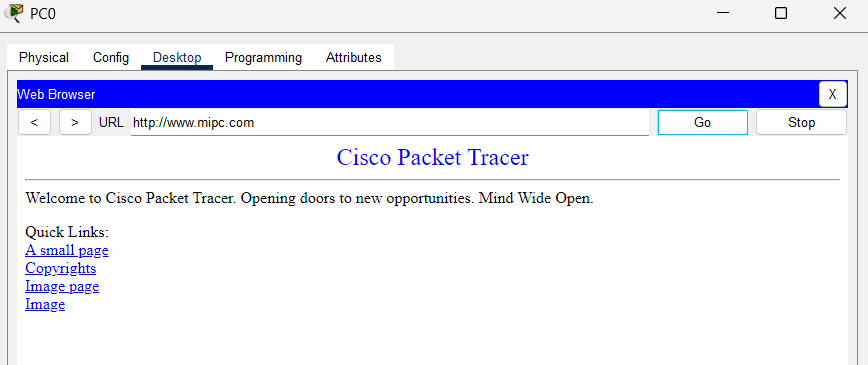 PC0
Physical Config Desktop Programming Attributes
Web Browser X
< > URL http://www.mipc.com Go Stop
Cisco Packet Tracer
Welcome to Cisco Packet Tracer. Opening doors to new opportunities. Mind Wide Open.
Quick Links:
A small page
Copyrights
Image page
Image